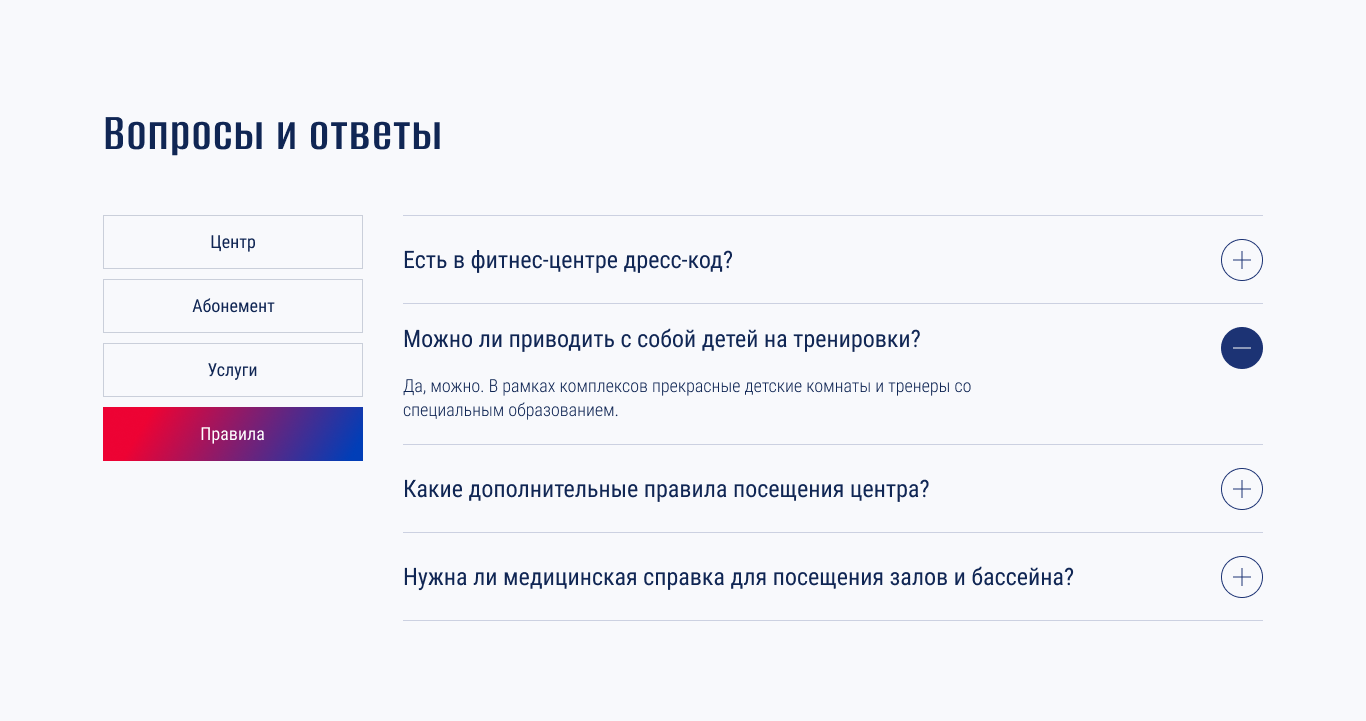 Вопросы и ответы
Центр
Абонемент
Услуги
Правила
Есть в фитнес-центре дресс-код?
Можно ли приводить с собой детей на тренировки?
Да, можно. В рамках комплексов прекрасные детские комнаты и тренеры со
специальным образованием.
Какие дополнительные правила посещения центра?
Нужна ли медицинская справка для посещения залов и бассейна?